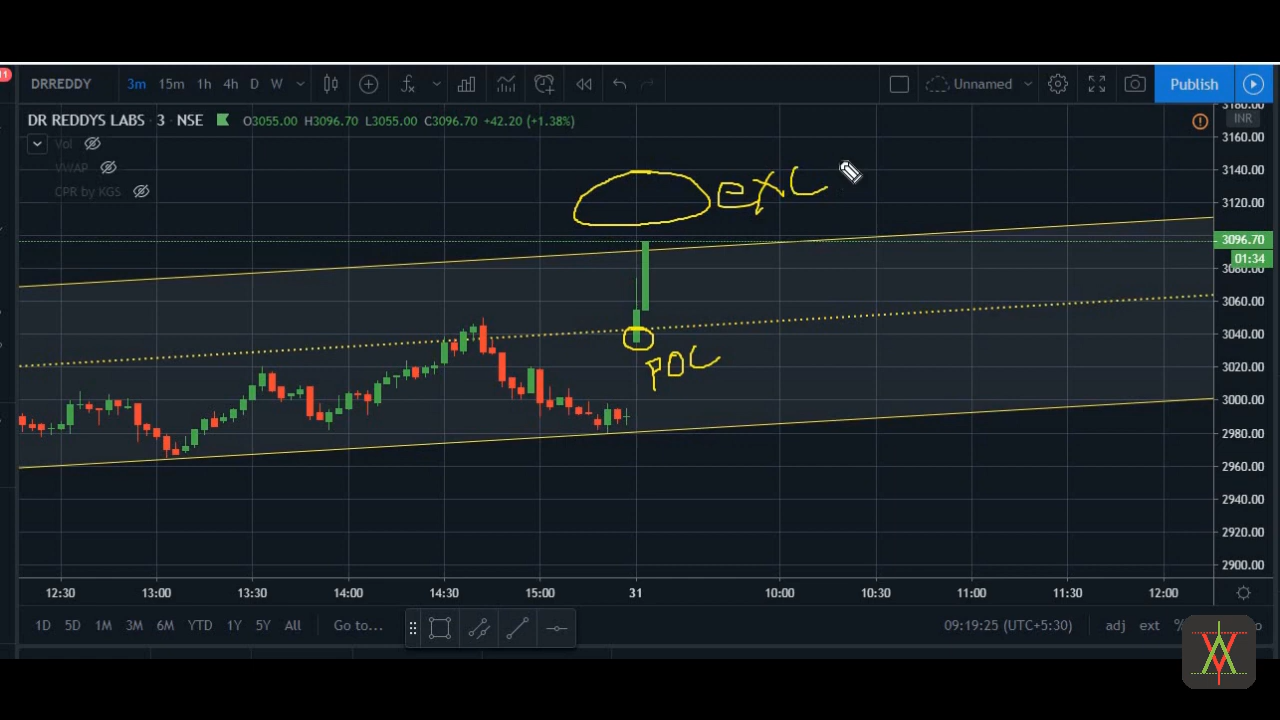 11
DRREDDY 3m 15m 1h 4h D W Unnamed Publish
3180.00
DR REDDYS LABS · 3 · NSE O3055.00 H3096.70 L3055.00 C3096.70 +42.20 (+1.38%) INR
Vol
VWAP
CPR by KGS
3160.00
3140.00
exc
3120.00
3096.70
01:34
3080.00
3060.00
3040.00
POC
3020.00
3000.00
2980.00
2960.00
2940.00
2920.00
2900.00
12:30 13:00 13:30 14:00 14:30 15:00 31 10:00 10:30 11:00 11:30 12:00
1D 5D 1M 3M 6M YTD 1Y 5Y All Go to... 09:19:25 (UTC+5:30) adj ext %